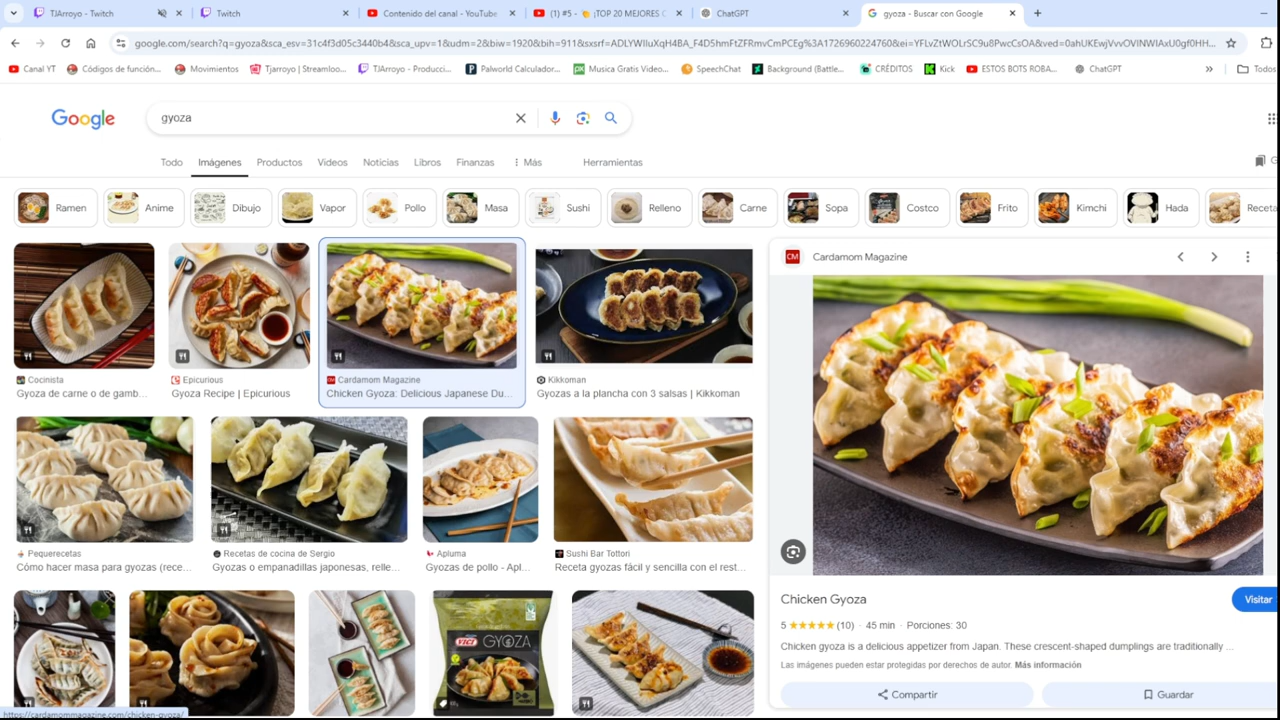 TJArroyo - Twitch
Twitch
Contenido del canal - YouTube
(1) #5 - ¡TOP 20 MEJORES
ChatGPT
gyoza - Buscar con Google
google.com/search?q=gyoza&sca_esv=31c4f3d05c3440b4&sca_upv=1&udm=2&biw=1920&bih=911&sxsrf=
Canal YT
Códigos de función...
Movimientos
Tjarroyo | Streamloo...
TJArroyo - Producci...
Palworld Calculador...
Musica Gratis Video...
SpeechChat
Background (Battle...
CRÉDITOS
Kick
ESTOS BOTS ROBA...
ChatGPT
Todos
Google
gyoza
Todo
Imágenes
Productos
Videos
Noticias
Libros
Finanzas
Más
Herramientas
Ramen
Anime
Dibujo
Vapor
Pollo
Masa
Sushi
Relleno
Carne
Sopa
Costco
Frito
Kimchi
Hada
Receta
Cocinista
Gyoza de carne o de gamb...
Epicurious
Gyoza Recipe | Epicurious
CM Cardamom Magazine
Chicken Gyoza: Delicious Japanese Du...
Kikkoman
Gyozas a la plancha con 3 salsas | Kikkoman
CM Cardamom Magazine
Pequerecetas
Cómo hacer masa para gyozas (rece...
Recetas de cocina de Sergio
Gyozas o empanadillas japonesas, relle...
Apluma
Gyozas de pollo - Apl...
Sushi Bar Tottori
Receta gyozas fácil y sencilla con el rest...
VICI
GYOZA
Chicken Gyoza
Visitar
5 ★★★★★ (10) · 45 min · Porciones: 30
Chicken gyoza is a delicious appetizer from Japan. These crescent-shaped dumplings are traditionally ...
Las imágenes pueden estar protegidas por derechos de autor. Más información
Compartir
Guardar
https://cardamommagazine.com/chicken-gyoza/